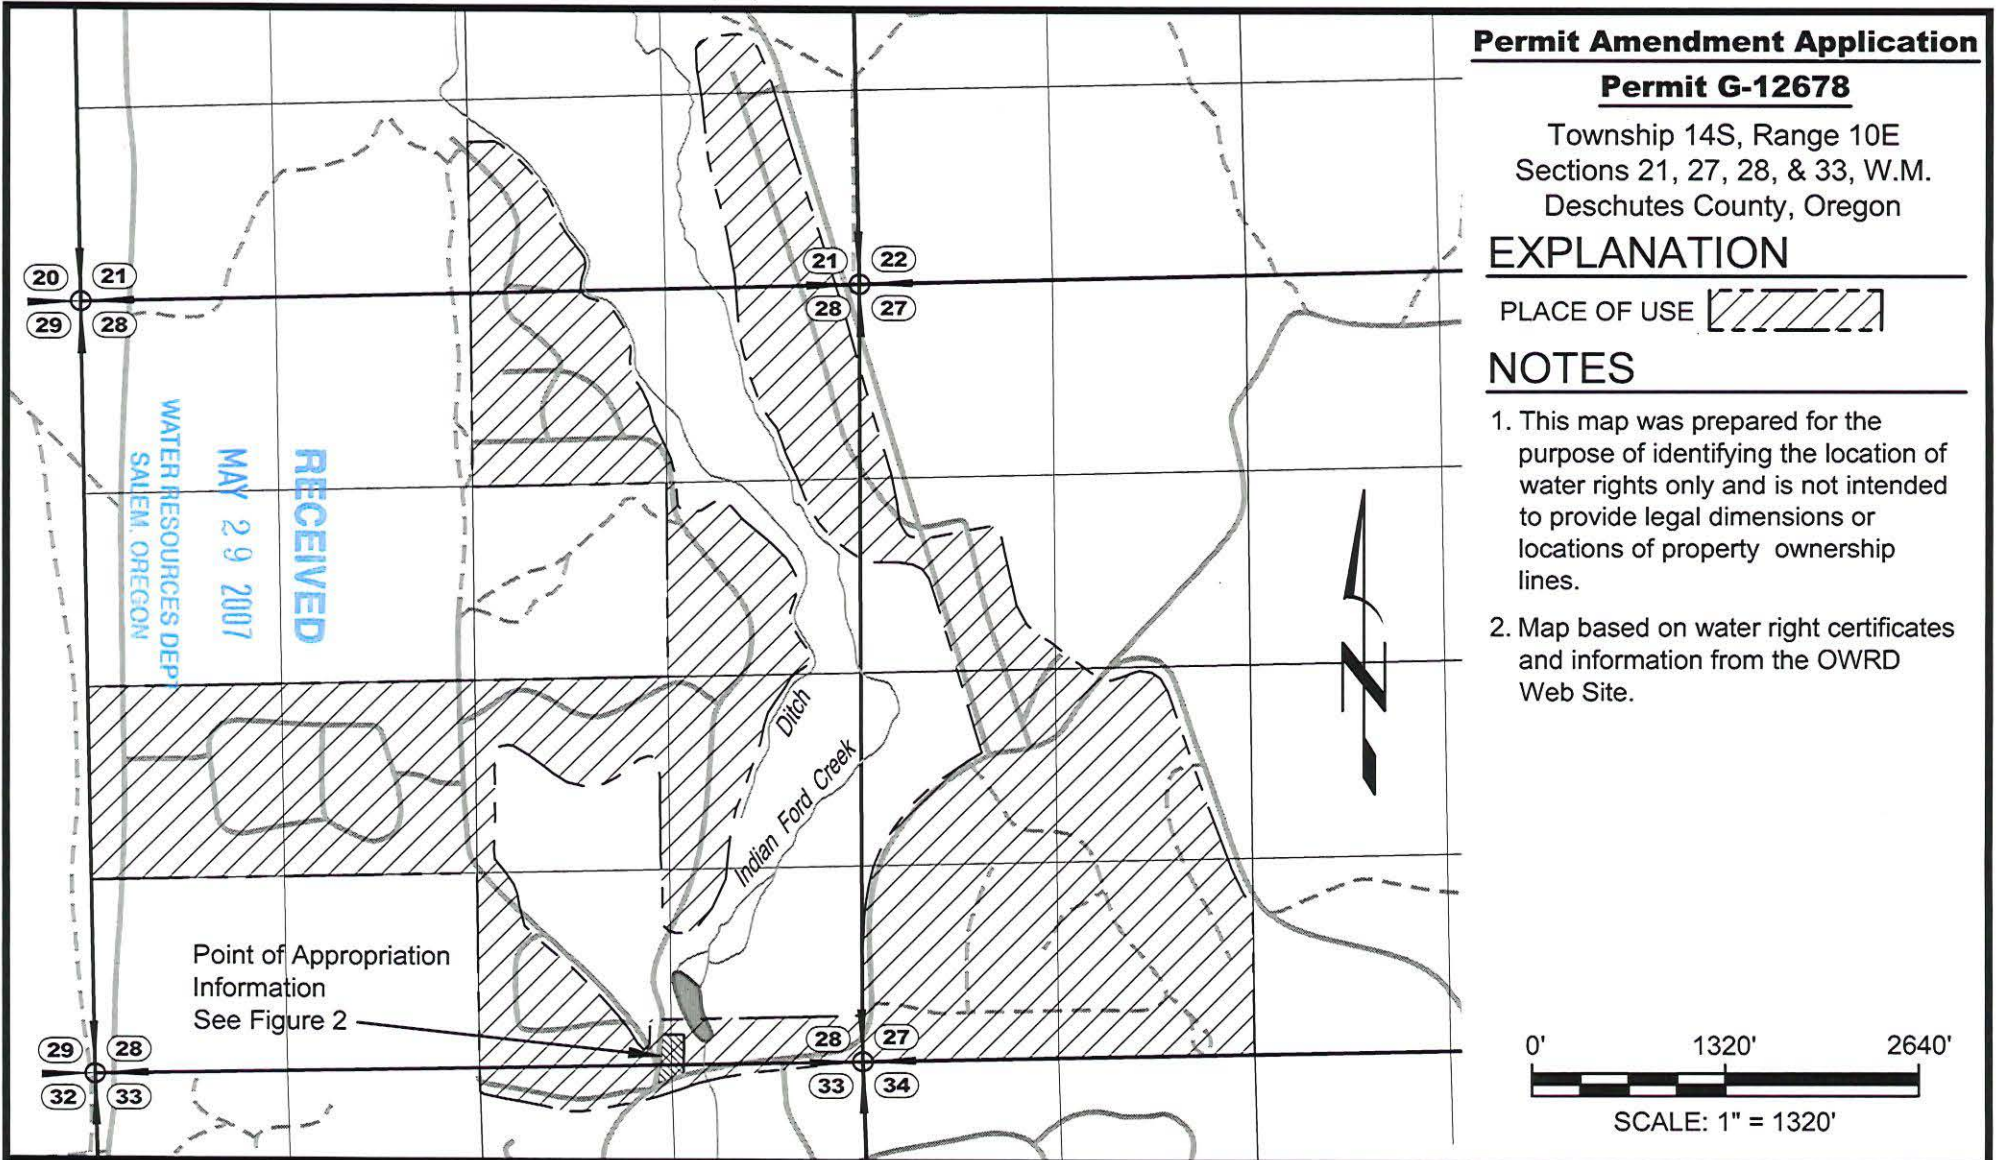 Permit Amendment Application
Permit G-12678
Township 14S, Range 10E
Sections 21, 27, 28, & 33, W.M.
Deschutes County, Oregon
EXPLANATION
PLACE OF USE
NOTES
1. This map was prepared for the
purpose of identifying the location of
water rights only and is not intended
to provide legal dimensions or
locations of property ownership
lines.
2. Map based on water right certificates
and information from the OWRD
Web Site.
N
0' 1320' 2640'
SCALE: 1" = 1320'
20 21
29 28
21 22
28 27
RECEIVED
MAY 29 2007
WATER RESOURCES DEPT
SALEM, OREGON
Ditch
Indian Ford Creek
Point of Appropriation
Information
See Figure 2
29 28
32 33
28 27
33 34